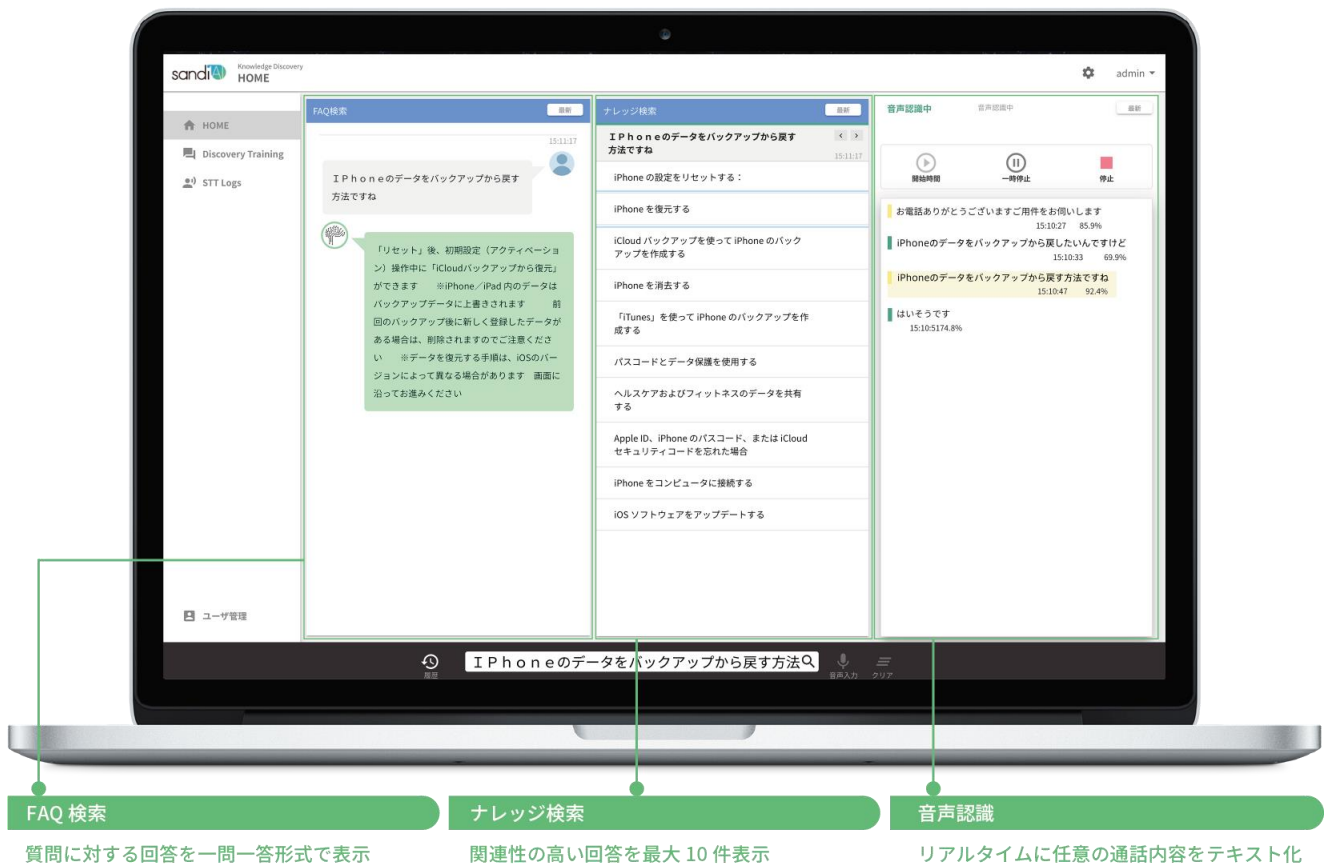 sandi AI
Knowledge Discovery
HOME
admin
HOME
Discovery Training
STT Logs
ユーザ管理
FAQ検索
最新
15:11:17
IPhoneのデータをバックアップから戻す
方法ですね
「リセット」後、初期設定（アクティベーショ
ン）操作中に「iCloudバックアップから復元」
ができます　※iPhone／iPad 内のデータは
バックアップデータに上書きされます　前
回のバックアップ後に新しく登録したデータが
ある場合は、削除されますのでご注意くださ
い　※データを復元する手順は、iOSのバー
ジョンによって異なる場合があります　画面に
沿ってお進みください
ナレッジ検索
最新
IPhoneのデータをバックアップから戻す
方法ですね
15:11:17
iPhone の設定をリセットする：
iPhone を復元する
iCloud バックアップを使って iPhone のバック
アップを作成する
iPhone を消去する
「iTunes」を使って iPhone のバックアップを作
成する
パスコードとデータ保護を使用する
ヘルスケアおよびフィットネスのデータを共有
する
Apple ID、iPhone のパスコード、または iCloud
セキュリティコードを忘れた場合
iPhone をコンピュータに接続する
iOS ソフトウェアをアップデートする
音声認識中
音声認識中
最新
開始時間
一時停止
停止
お電話ありがとうございますご用件をお伺いします
15:10:27 85.9%
iPhoneのデータをバックアップから戻したいんですけど
15:10:33 69.9%
iPhoneのデータをバックアップから戻す方法ですね
15:10:47 92.4%
はいそうです
15:10:5174.8%
履歴
IPhoneのデータをバックアップから戻す方法
音声入力
クリア
FAQ 検索
質問に対する回答を一問一答形式で表示
ナレッジ検索
関連性の高い回答を最大 10 件表示
音声認識
リアルタイムに任意の通話内容をテキスト化